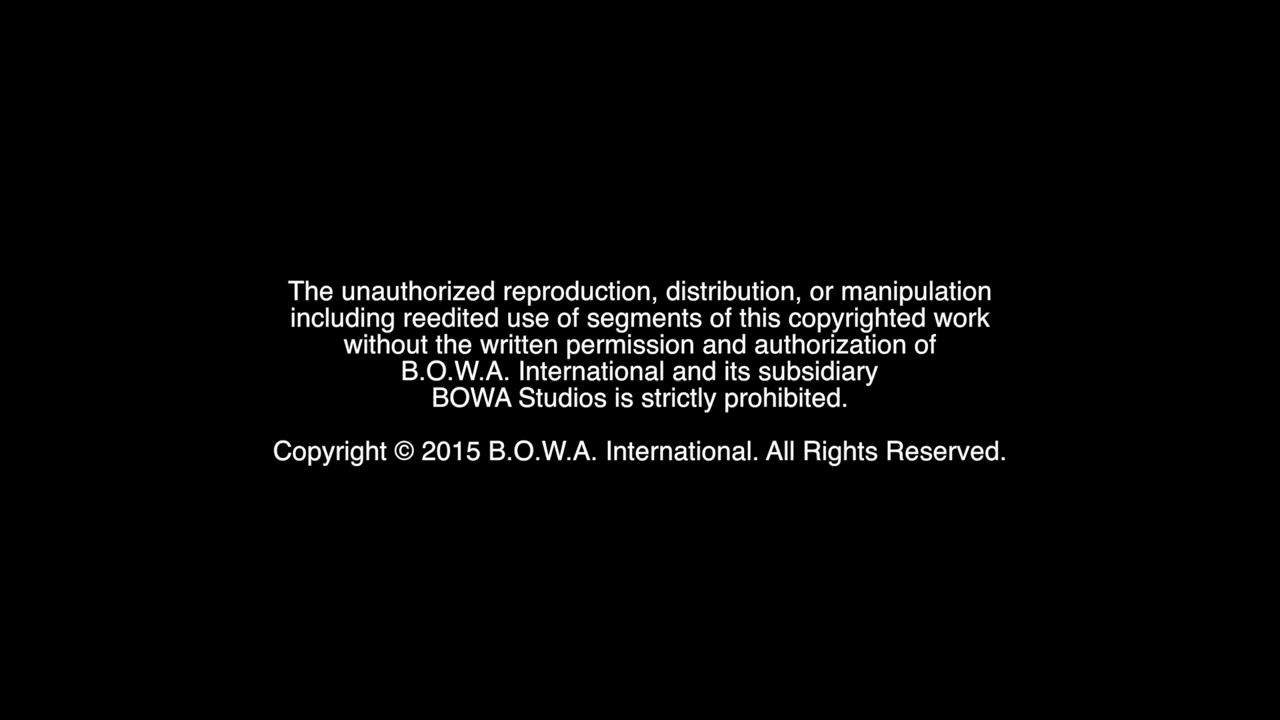 The unauthorized reproduction, distribution, or manipulation
including reedited use of segments of this copyrighted work
without the written permission and authorization of
B.O.W.A. International and its subsidiary
BOWA Studios is strictly prohibited.
Copyright © 2015 B.O.W.A. International. All Rights Reserved.